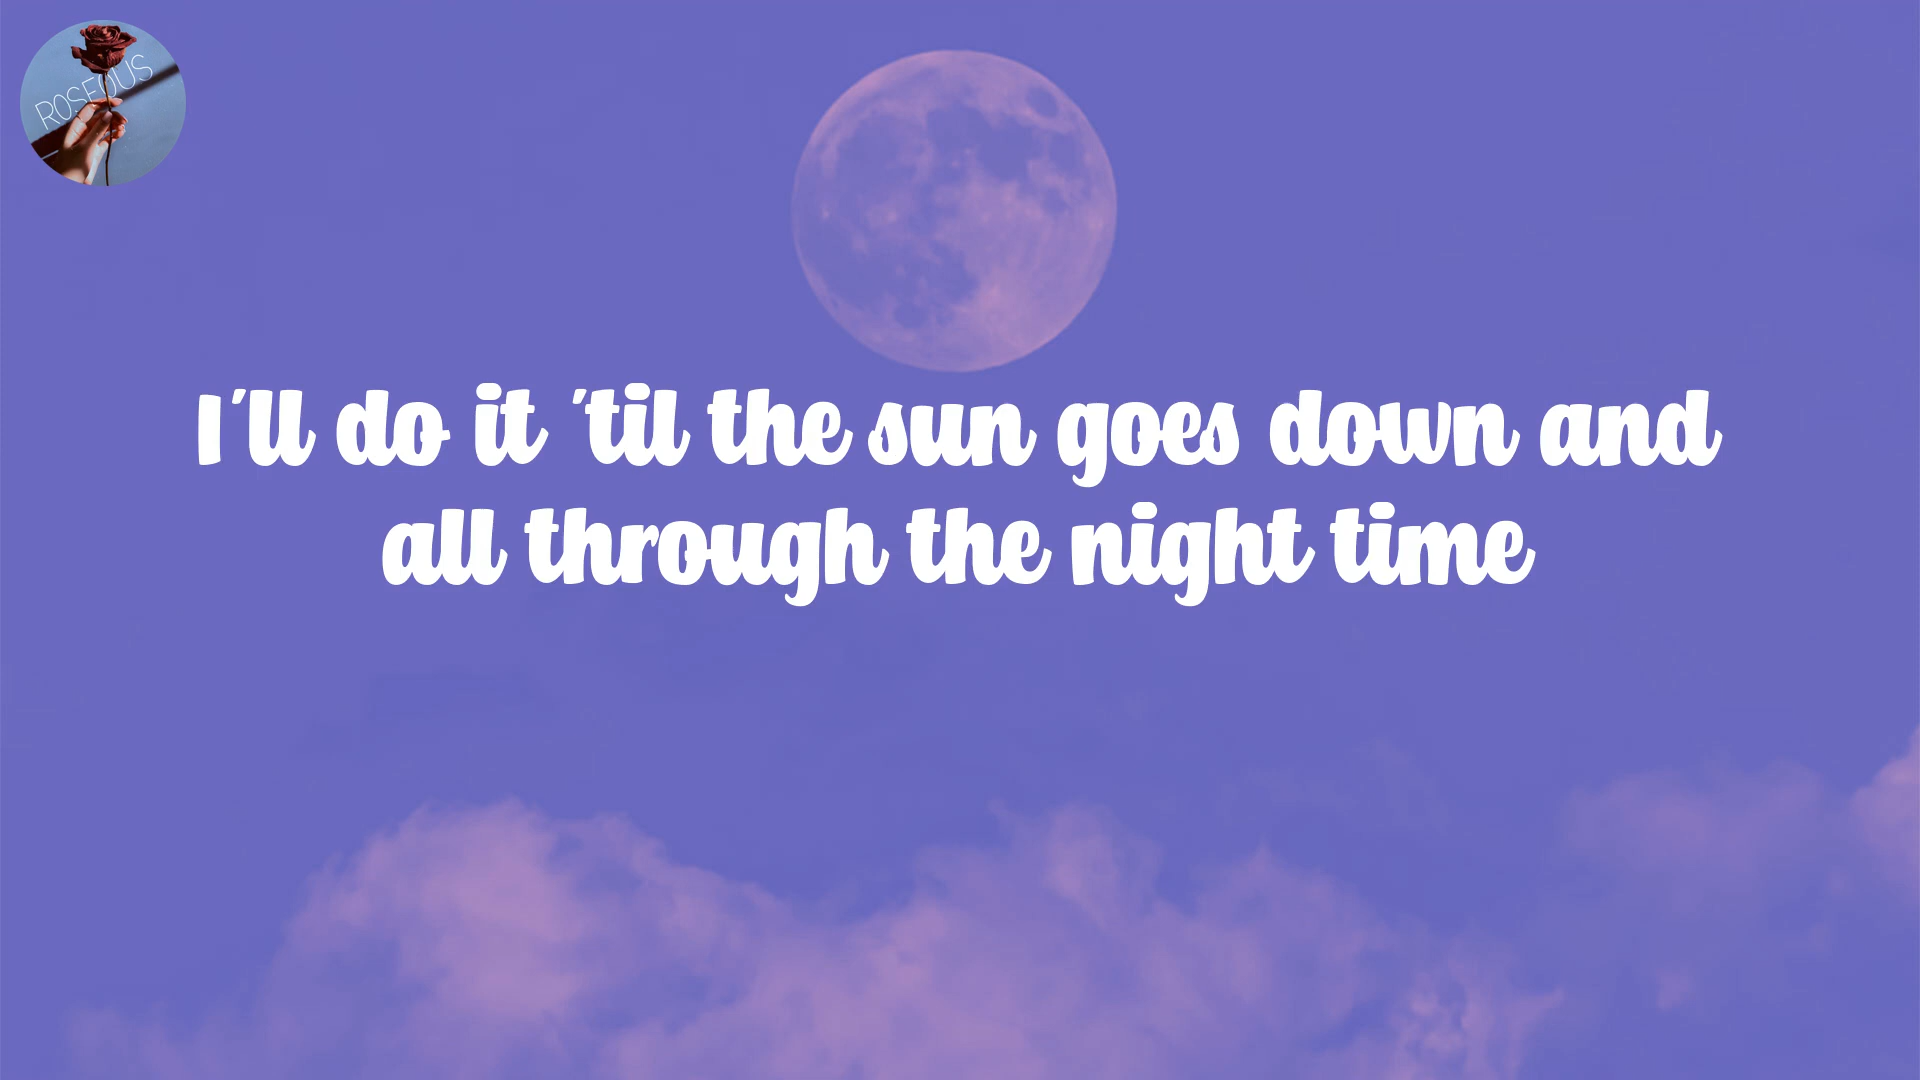 ROSEOUS
I'll do it 'til the sun goes down and
all through the night time